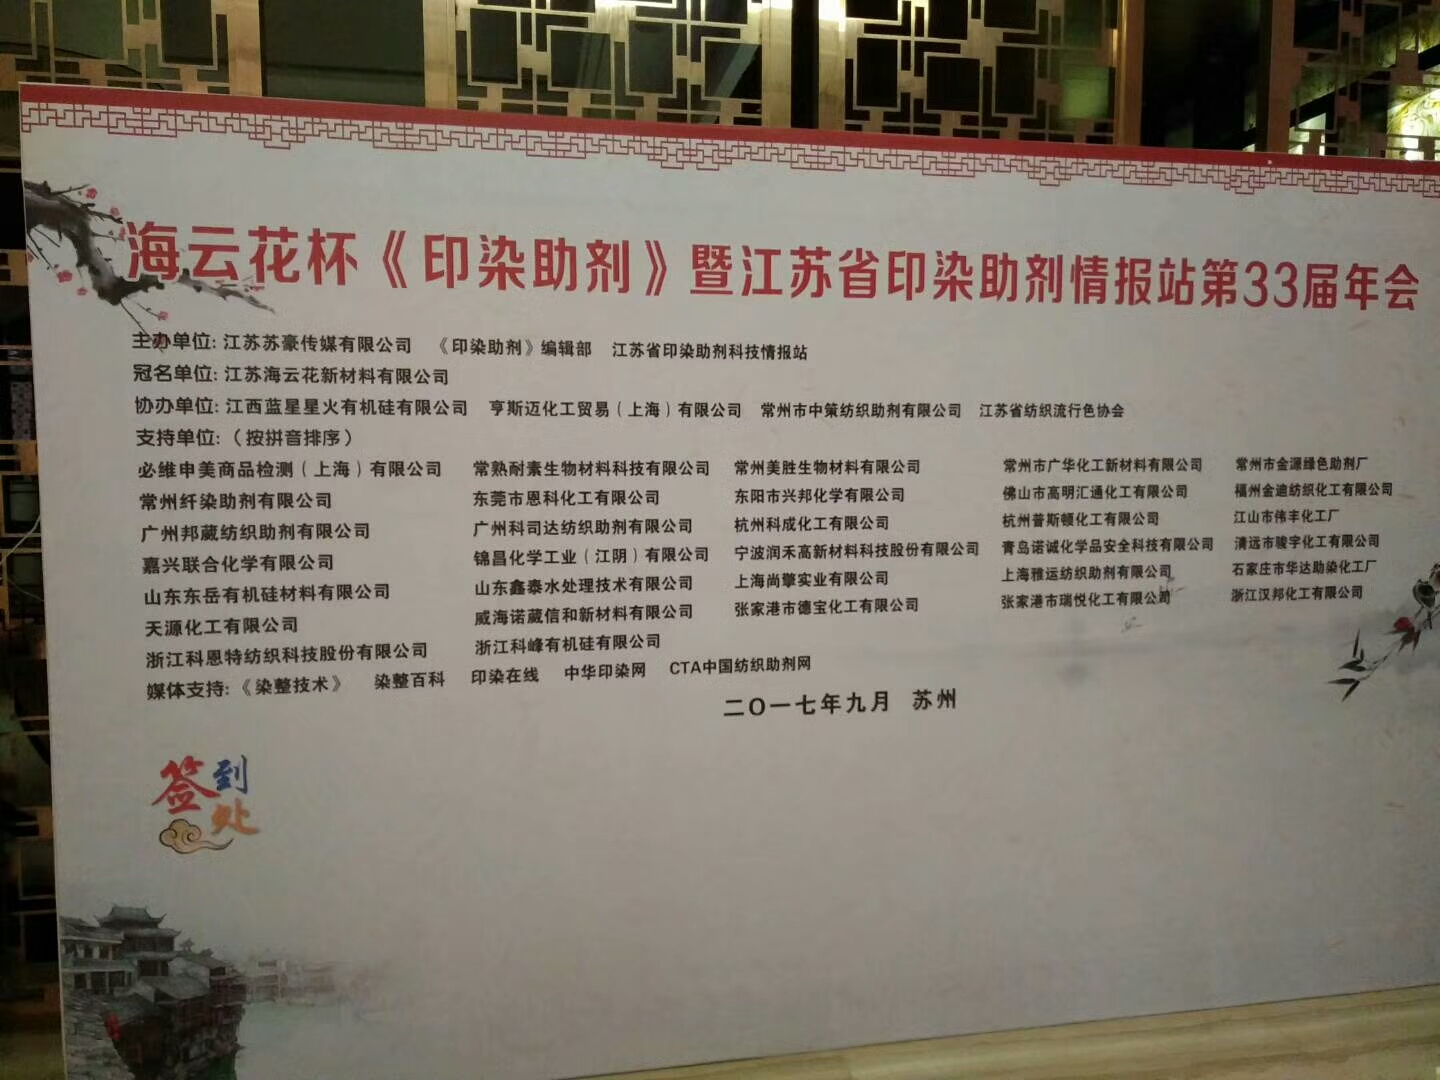 海云花杯《印染助剂》暨江苏省印染助剂情报站第33届年会
主办单位: 江苏苏豪传媒有限公司 《印染助剂》编辑部 江苏省印染助剂科技情报站
冠名单位: 江苏海云花新材料有限公司
协办单位: 江西蓝星星火有机硅有限公司 亨斯迈化工贸易（上海）有限公司 常州市中策纺织助剂有限公司 江苏省纺织流行色协会
支持单位:（按拼音排序）
必维申美商品检测（上海）有限公司 常熟耐素生物材料科技有限公司 常州美胜生物材料有限公司 常州市广华化工新材料有限公司 常州市金源绿色助剂厂
常州纤染助剂有限公司 东莞市恩科化工有限公司 东阳市兴邦化学有限公司 佛山市高明汇通化工有限公司 福州金迪纺织化工有限公司
广州邦葳纺织助剂有限公司 广州科司达纺织助剂有限公司 杭州科成化工有限公司 杭州普斯顿化工有限公司 江山市伟丰化工厂
嘉兴联合化学有限公司 锦昌化学工业（江阴）有限公司 宁波润禾高新材料科技股份有限公司 青岛诺诚化学品安全科技有限公司 清远市骏宇化工有限公司
山东东岳有机硅材料有限公司 山东鑫泰水处理技术有限公司 上海尚擎实业有限公司 上海雅运纺织助剂有限公司 石家庄市华达助染化工厂
天源化工有限公司 威海诺葳信和新材料有限公司 张家港市德宝化工有限公司 张家港市瑞悦化工有限公司 浙江汉邦化工有限公司
浙江科恩特纺织科技股份有限公司 浙江科峰有机硅有限公司
媒体支持:《染整技术》 染整百科 印染在线 中华印染网 CTA中国纺织助剂网
二〇一七年九月 苏州
签到处